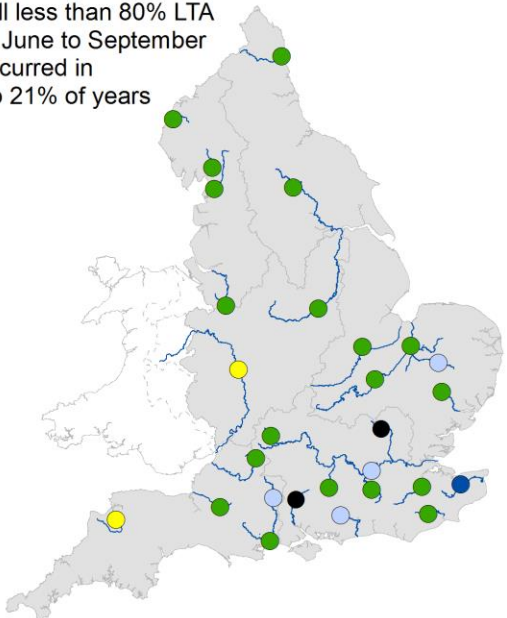 ll less than 80% LTA
June to September
curred in
21% of years